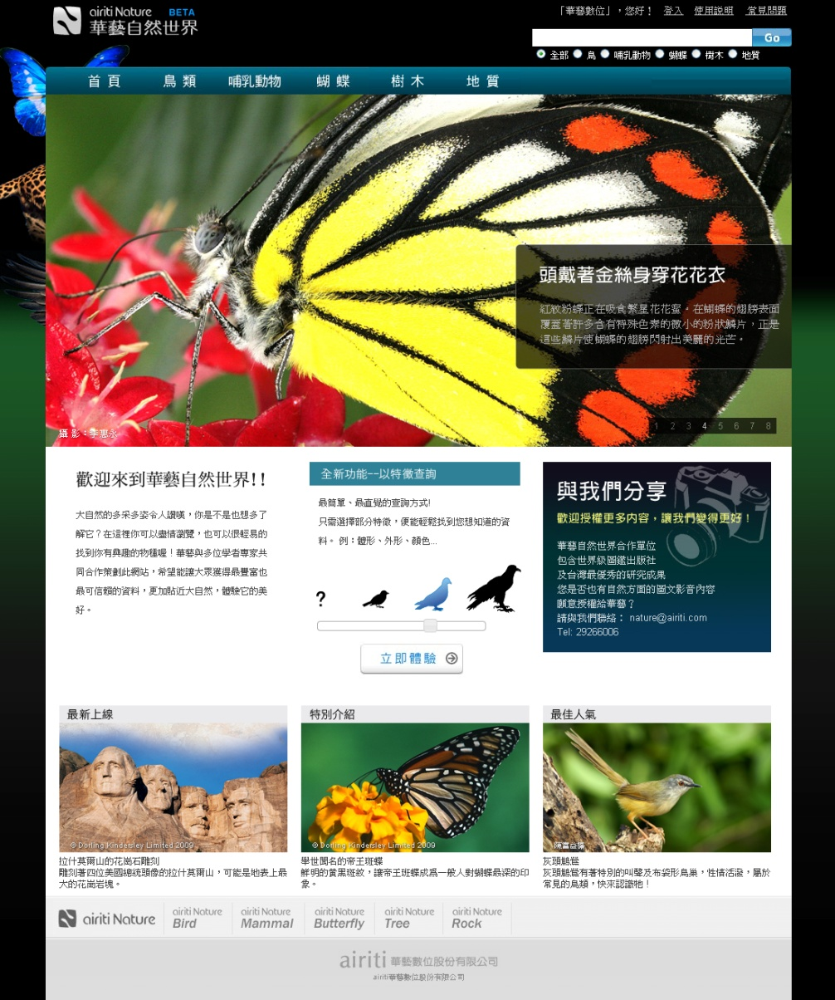 airiti Nature BETA
華藝自然世界
「華藝數位」，您好！ 登入 使用說明 常見問題
Go
全部 鳥 哺乳動物 蝴蝶 樹木 地質
首頁 鳥類 哺乳動物 蝴蝶 樹木 地質
頭戴著金絲身穿花花衣
紅紋粉蝶正在吸食繁星花花蜜。在蝴蝶的翅膀表面
覆蓋著許多含有特殊色素的微小的粉狀鱗片，正是
這些鱗片使蝴蝶的翅膀閃射出美麗的光芒。
攝影：李惠永
1 2 3 4 5 6 7 8
歡迎來到華藝自然世界!!
大自然的多采多姿令人讚嘆，你是不是也想多了
解它？在這裡你可以盡情瀏覽，也可以很輕易的
找到你有興趣的物種喔！華藝與多位學者專家共
同合作策劃此網站，希望能讓大眾獲得最豐富也
最可信賴的資料，更加貼近大自然，體驗它的美
好。
全新功能--以特徵查詢
最簡單、最直覺的查詢方式!
只需選擇部分特徵，便能輕鬆找到您想知道的資
料。 例：體形、外形、顏色...
?
立即體驗
與我們分享
歡迎授權更多內容，讓我們變得更好！
華藝自然世界合作單位
包含世界級圖鑑出版社
及台灣最優秀的研究成果
您是否也有自然方面的圖文影音內容
願意授權給華藝？
請與我們聯絡： nature@airiti.com
Tel: 29266006
最新上線
© Dorling Kindersley Limited 2009
拉什莫爾山的花崗石雕刻
雕刻著四位美國總統頭像的拉什莫爾山，可能是地表上最
大的花崗岩塊。
特別介紹
© Dorling Kindersley Limited 2009
舉世聞名的帝王斑蝶
鮮明的黃黑斑紋，讓帝王斑蝶成為一般人對蝴蝶最深的印
象。
最佳人氣
灰頭鷦鶯
灰頭鷦鶯有著特別的叫聲及布袋形鳥巢，性情活潑，屬於
常見的鳥類，快來認識牠！
airiti Nature
airiti Nature Bird
airiti Nature Mammal
airiti Nature Butterfly
airiti Nature Tree
airiti Nature Rock
airiti 華藝數位股份有限公司
airiti華藝數位股份有限公司